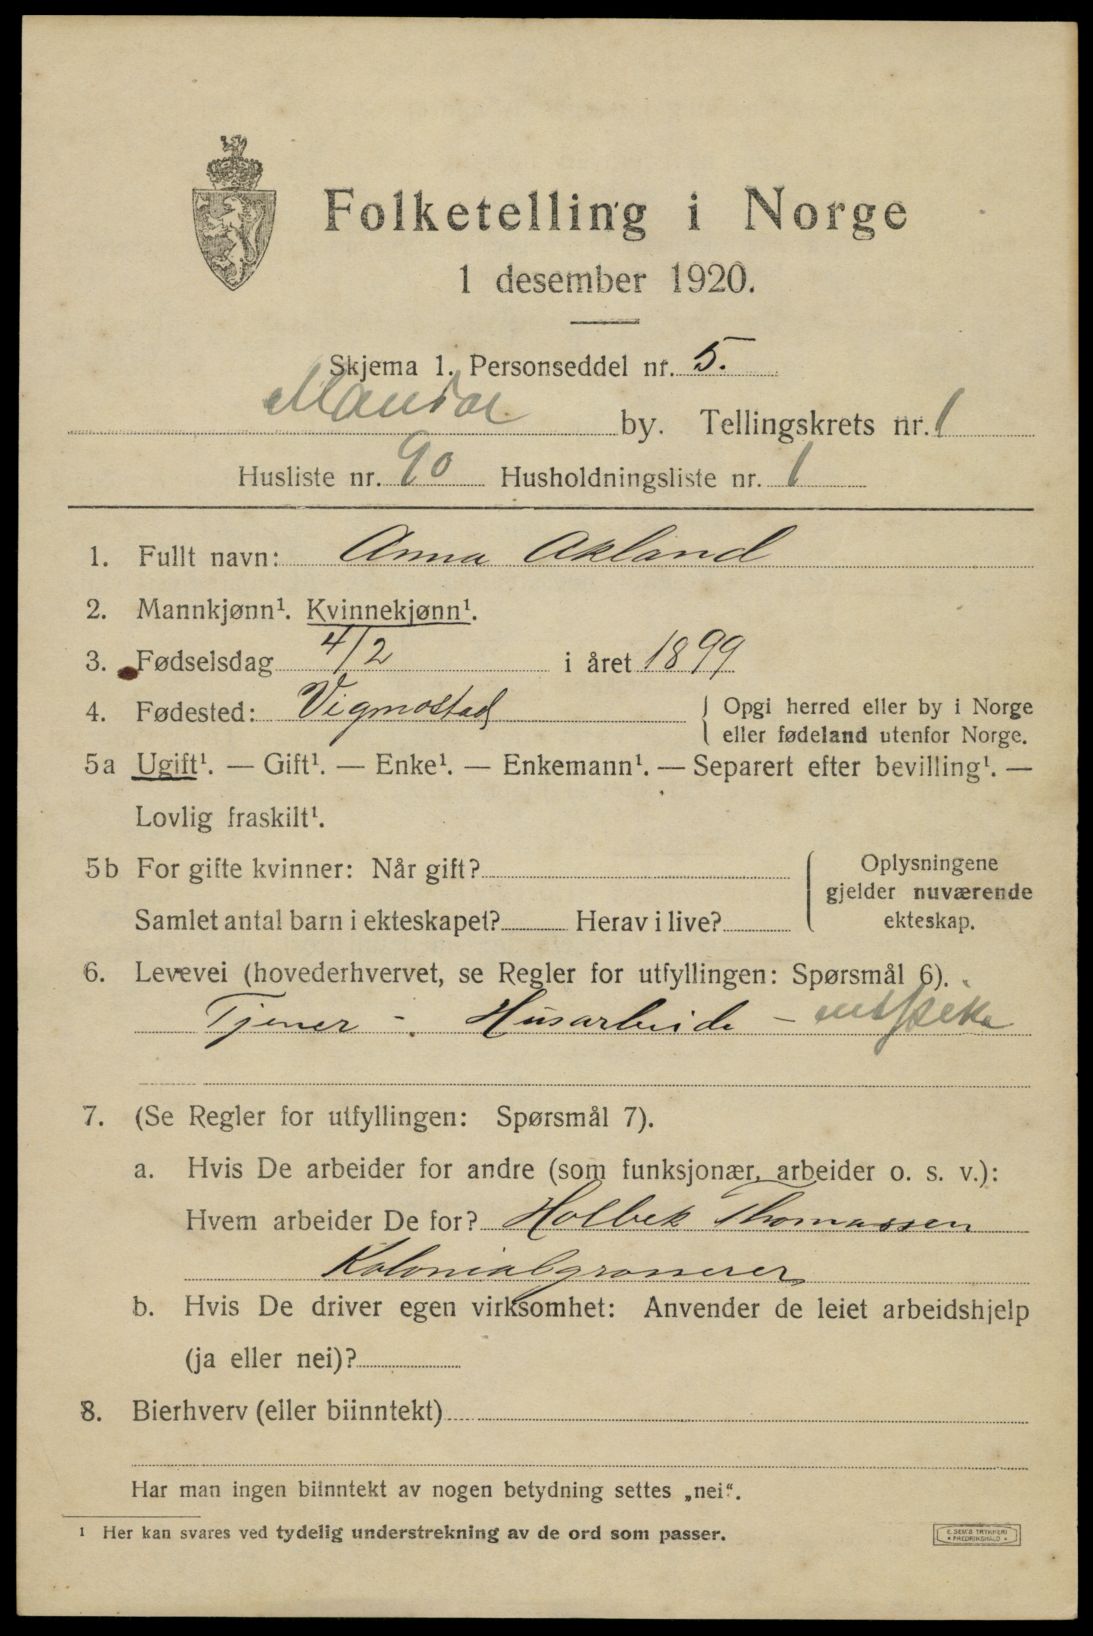 Folketelling i Norge
1 desember 1920.
Skjema 1. Personseddel nr. 5.
Mandal by. Tellingskrets nr. 1
Husliste nr. 90 Husholdningsliste nr. 1
1. Fullt navn: Anna Akland
2. Mannkjønn¹. Kvinnekjønn¹.
3. Fødselsdag 4/2 i året 1899
4. Fødested: Vigmostad
Opgi herred eller by i Norge
eller fødeland utenfor Norge.
5a Ugift¹. — Gift¹. — Enke¹. — Enkemann¹. — Separert efter bevilling¹. —
Lovlig fraskilt¹.
5b For gifte kvinner: Når gift?
Samlet antal barn i ekteskapet? Herav i live?
Oplysningene
gjelder nuværende
ekteskap.
6. Levevei (hovederhvervet, se Regler for utfyllingen: Spørsmål 6).
Tjener - Husarbeide -
7. (Se Regler for utfyllingen: Spørsmål 7).
a. Hvis De arbeider for andre (som funksjonær, arbeider o. s. v.):
Hvem arbeider De for? Holbek Thomassen
Kolonialgrosserer
b. Hvis De driver egen virksomhet: Anvender de leiet arbeidshjelp
(ja eller nei)?
8. Bierhverv (eller biinntekt)
Har man ingen biinntekt av nogen betydning settes „nei“.
¹ Her kan svares ved tydelig understrekning av de ord som passer.
E. SEM'S TRYKKERI
• FREDRIKSHALD •